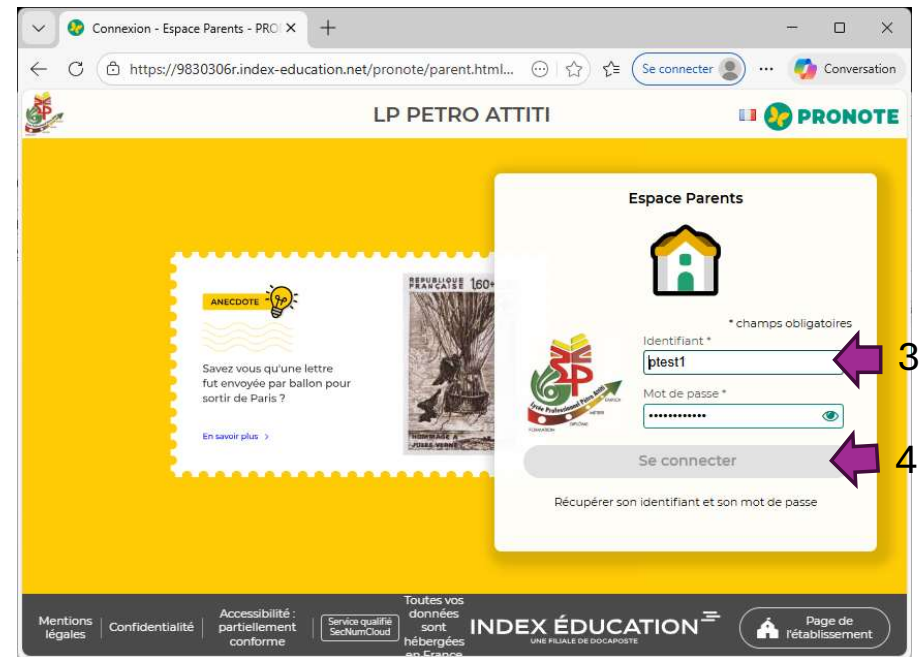 Connexion - Espace Parents - PRO
https://9830306r.index-education.net/pronote/parent.html...
Se connecter
Conversation
LP PETRO ATTITI
PRONOTE
Espace Parents
ANECDOTE
Savez vous qu'une lettre
fut envoyée par ballon pour
sortir de Paris ?
En savoir plus >
REPUBLIQUE
FRANÇAISE 1,60+
HOMMAGE A
JULES VERNE
* champs obligatoires
Identifiant *
ptest1
3
Mot de passe *
••••••••••••
Se connecter
4
Récupérer son identifiant et son mot de passe
Mentions
légales
Confidentialité
Accessibilité :
partiellement
conforme
Service qualifié
SecNumCloud
Toutes vos
données
sont
hébergées
en France
INDEX ÉDUCATION
UNE FILIALE DE DOCAPOSTE
Page de
l'établissement